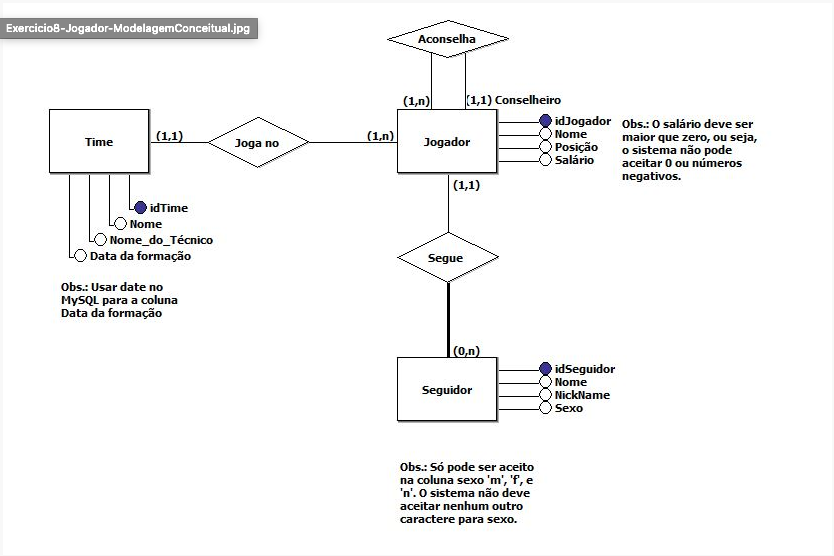 Exercicio8-Jogador-ModelagemConceitual.jpg
Aconselha
(1,n)
(1,1) Conselheiro
Time
(1,1)
Joga no
(1,n)
Jogador
idJogador
Nome
Posição
Salário
Obs.: O salário deve ser
maior que zero, ou seja,
o sistema não pode
aceitar 0 ou números
negativos.
(1,1)
idTime
Nome
Nome_do_Técnico
Data da formação
Obs.: Usar date no
MySQL para a coluna
Data da formação
Segue
(0,n)
Seguidor
idSeguidor
Nome
NickName
Sexo
Obs.: Só pode ser aceito
na coluna sexo 'm', 'f', e
'n'. O sistema não deve
aceitar nenhum outro
caractere para sexo.